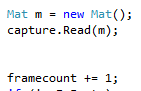 Mat m = new Mat();
capture.Read(m);
framecount += 1;